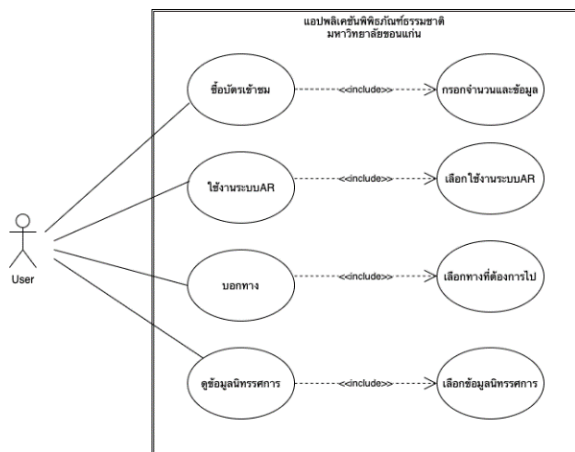 แอปพลิเคชันพิพิธภัณฑ์ธรรมชาติ
มหาวิทยาลัยขอนแก่น
ซื้อบัตรเข้าชม
<<include>>
กรอกจำนวนและข้อมูล
ใช้งานระบบAR
<<include>>
เลือกใช้งานระบบAR
User
บอกทาง
<<include>>
เลือกทางที่ต้องการไป
ดูข้อมูลนิทรรศการ
<<include>>
เลือกข้อมูลนิทรรศการ